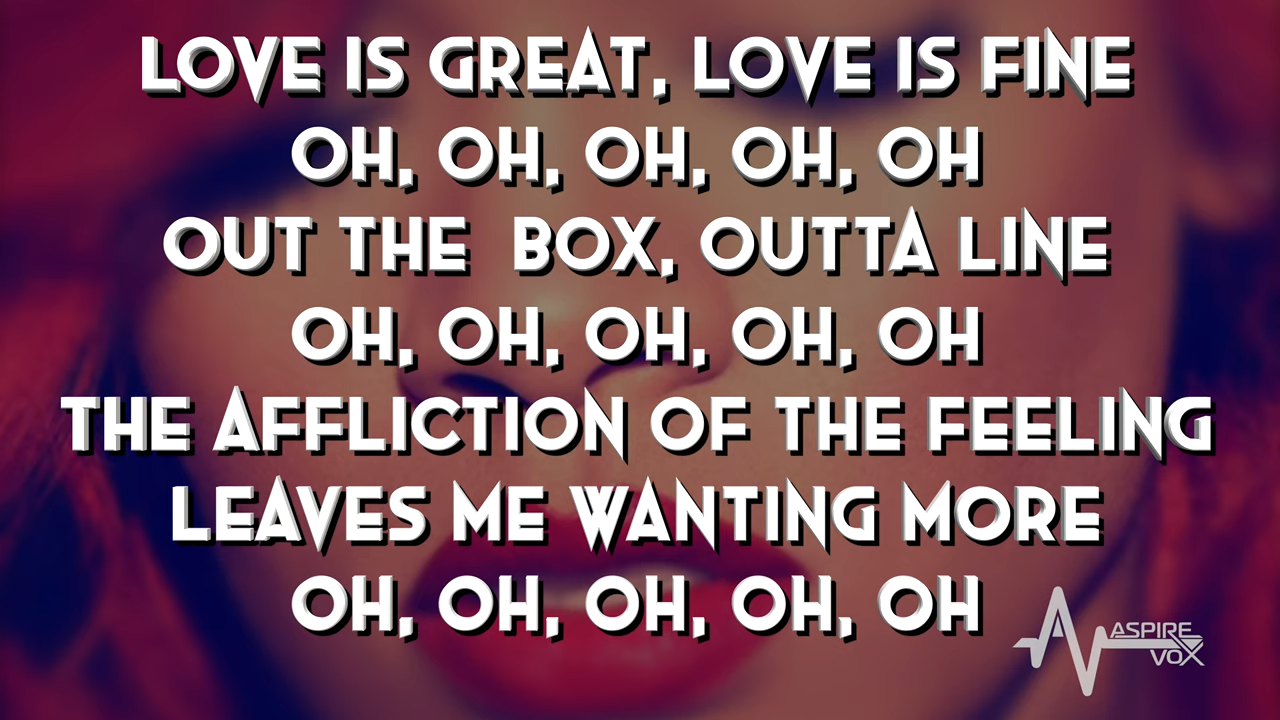 LOVE IS GREAT, LOVE IS FINE
OH, OH, OH, OH, OH
OUT THE BOX, OUTTA LINE
OH, OH, OH, OH, OH
THE AFFLICTION OF THE FEELING
LEAVES ME WANTING MORE
OH, OH, OH, OH, OH
ASPIRE
VOX